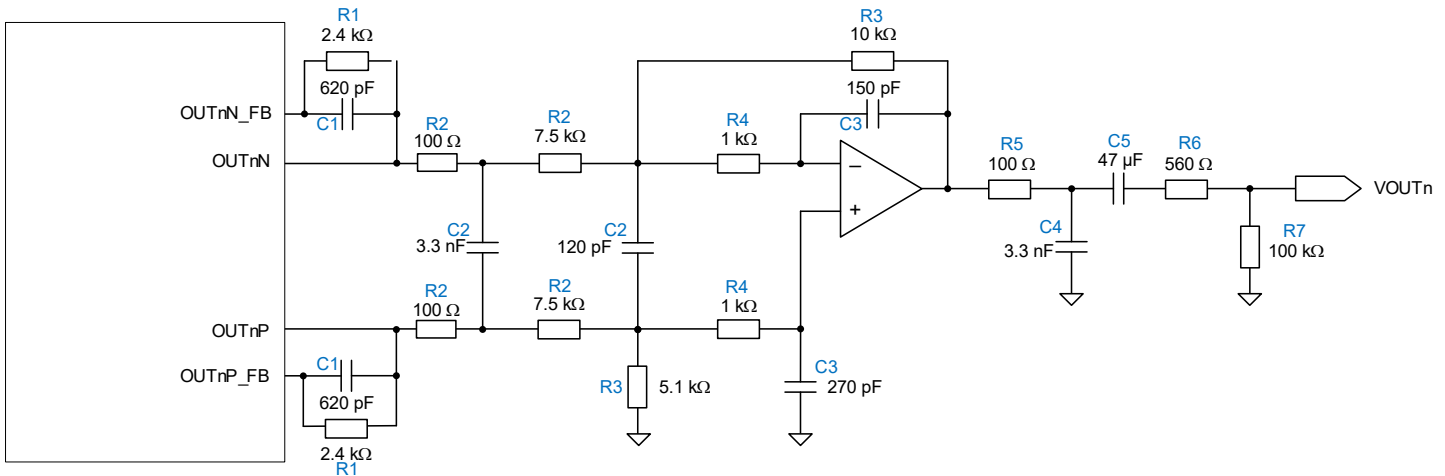 R1
2.4 kΩ
620 pF
C1
OUTnN_FB
OUTnN
R2
100 Ω
R2
7.5 kΩ
R3
10 kΩ
150 pF
C3
R4
1 kΩ
−
+
R5
100 Ω
C5
47 µF
R6
560 Ω
VOUTn
C2
3.3 nF
C2
120 pF
C4
3.3 nF
R7
100 kΩ
R2
100 Ω
R2
7.5 kΩ
R4
1 kΩ
OUTnP
OUTnP_FB
C1
620 pF
2.4 kΩ
R1
R3
5.1 kΩ
C3
270 pF